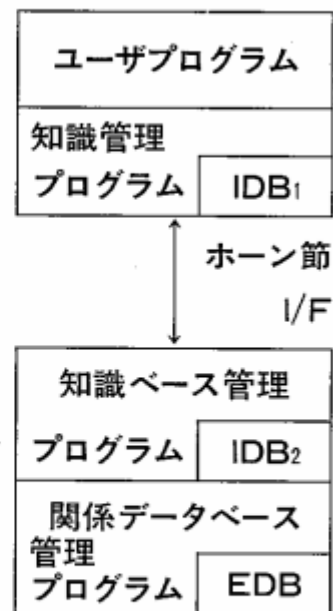 ユーザプログラム
知識管理
プログラム
IDB₁
ホーン節
I/F
知識ベース管理
プログラム
IDB₂
関係データベース
管理
プログラム
EDB